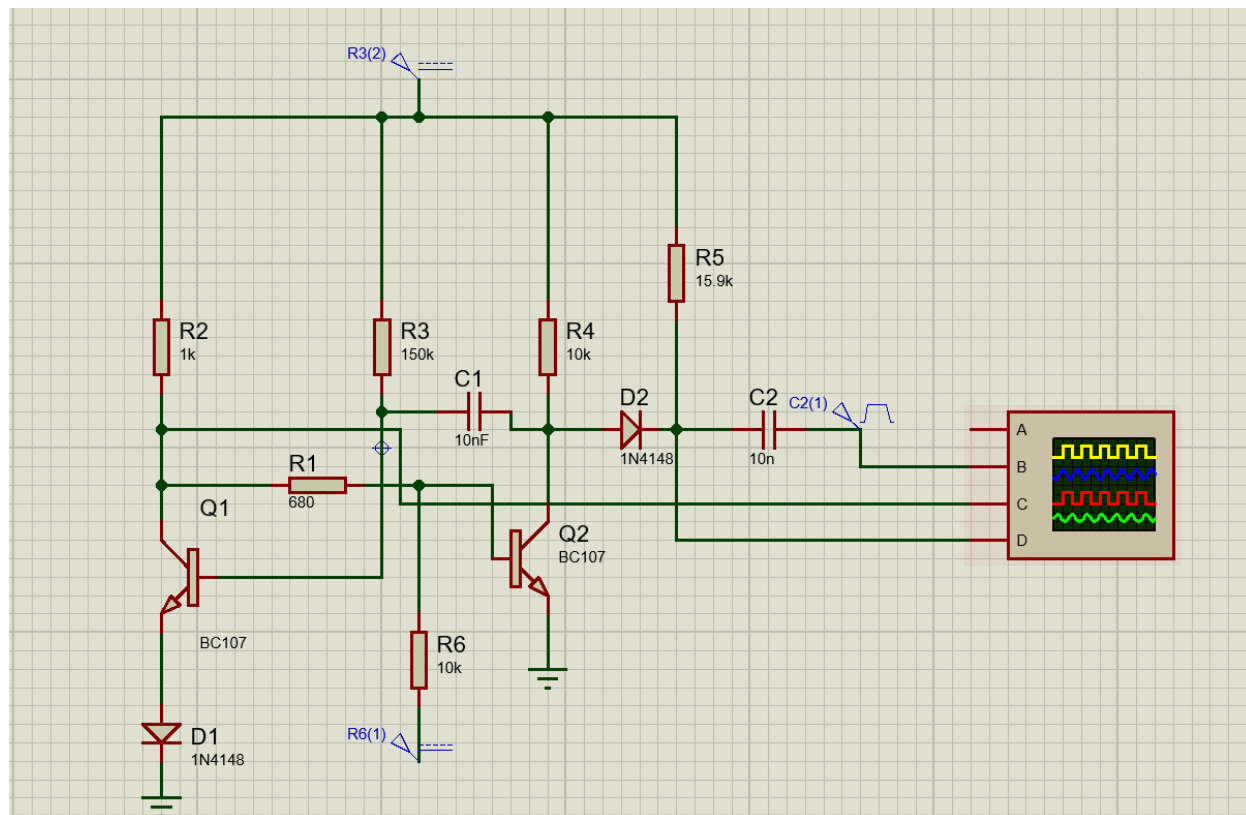 R3(2)
R5
15.9k
R2
1k
R3
150k
R4
10k
C1
10nF
D2
1N4148
C2
10n
C2(1)
A
B
C
D
R1
680
Q1
BC107
Q2
BC107
R6
10k
R6(1)
D1
1N4148